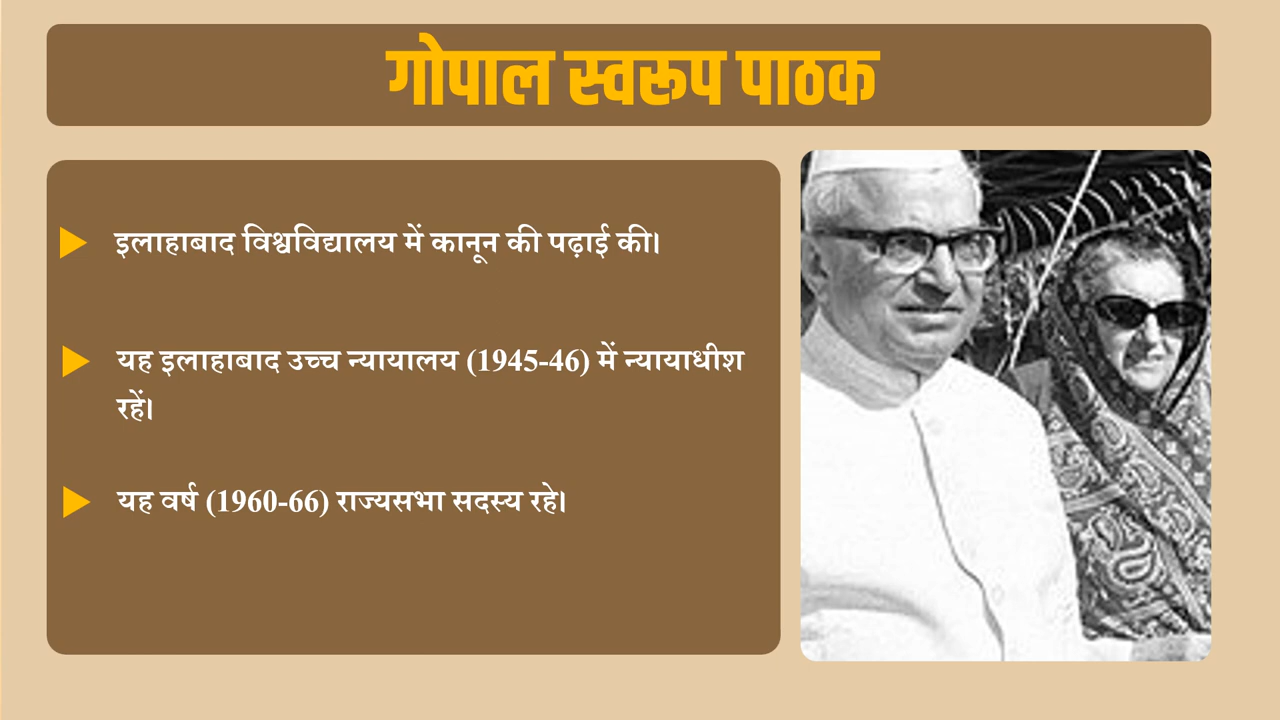 गोपाल स्वरूप पाठक
इलाहाबाद विश्वविद्यालय में कानून की पढ़ाई की।
यह इलाहाबाद उच्च न्यायालय (1945-46) में न्यायाधीश
रहें।
यह वर्ष (1960-66) राज्यसभा सदस्य रहे।